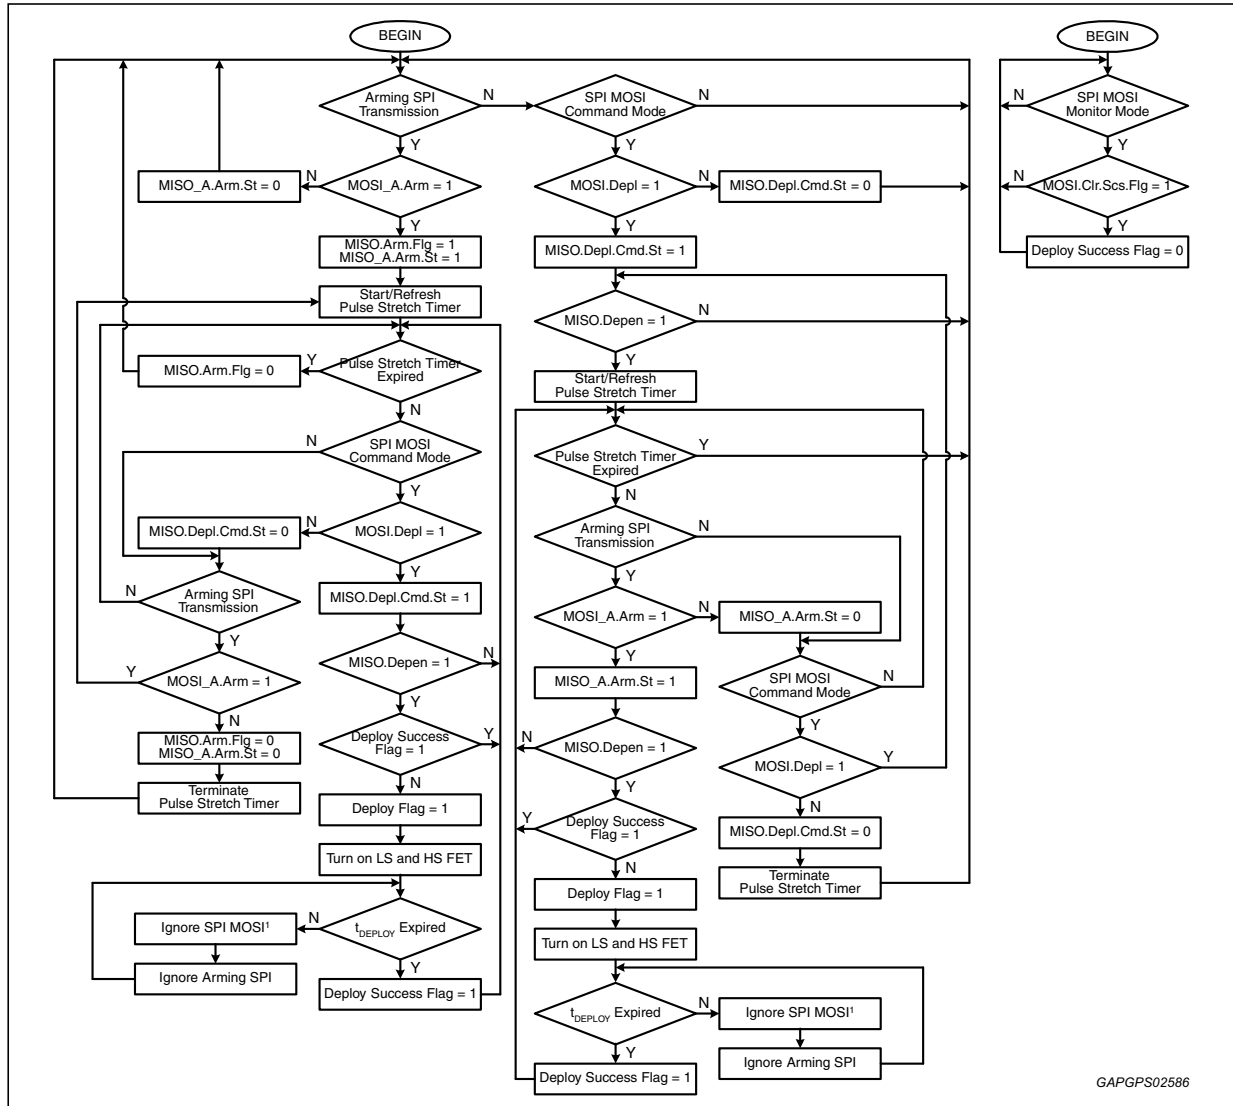 BEGIN
Arming SPI
Transmission
N
Y
MOSI_A.Arm = 1
N
MISO_A.Arm.St = 0
Y
MISO.Arm.Flg = 1
MISO_A.Arm.St = 1
Start/Refresh
Pulse Stretch Timer
Pulse Stretch Timer
Expired
Y
MISO.Arm.Flg = 0
N
SPI MOSI
Command Mode
N
Y
MOSI.Depl = 1
N
MISO.Depl.Cmd.St = 0
Arming SPI
Transmission
N
Y
MOSI_A.Arm = 1
Y
N
MISO.Arm.Flg = 0
MISO_A.Arm.St = 0
Terminate
Pulse Stretch Timer
Y
MISO.Depl.Cmd.St = 1
MISO.Depen = 1
N
Y
Deploy Success
Flag = 1
Y
N
Deploy Flag = 1
Turn on LS and HS FET
tDEPLOY Expired
N
Ignore SPI MOSI¹
Ignore Arming SPI
Y
Deploy Success Flag = 1
SPI MOSI
Command Mode
N
Y
MOSI.Depl = 1
N
MISO.Depl.Cmd.St = 0
Y
MISO.Depl.Cmd.St = 1
MISO.Depen = 1
N
Y
Start/Refresh
Pulse Stretch Timer
Pulse Stretch Timer
Expired
Y
N
Arming SPI
Transmission
N
Y
MOSI_A.Arm = 1
N
MISO_A.Arm.St = 0
SPI MOSI
Command Mode
N
Y
MOSI.Depl = 1
Y
N
MISO.Depl.Cmd.St = 0
Terminate
Pulse Stretch Timer
Y
MISO_A.Arm.St = 1
MISO.Depen = 1
N
Y
Deploy Success
Flag = 1
Y
N
Deploy Flag = 1
Turn on LS and HS FET
tDEPLOY Expired
N
Ignore SPI MOSI¹
Ignore Arming SPI
Y
Deploy Success Flag = 1
BEGIN
SPI MOSI
Monitor Mode
N
Y
MOSI.Clr.Scs.Flg = 1
N
Y
Deploy Success Flag = 0
GAPGPS02586